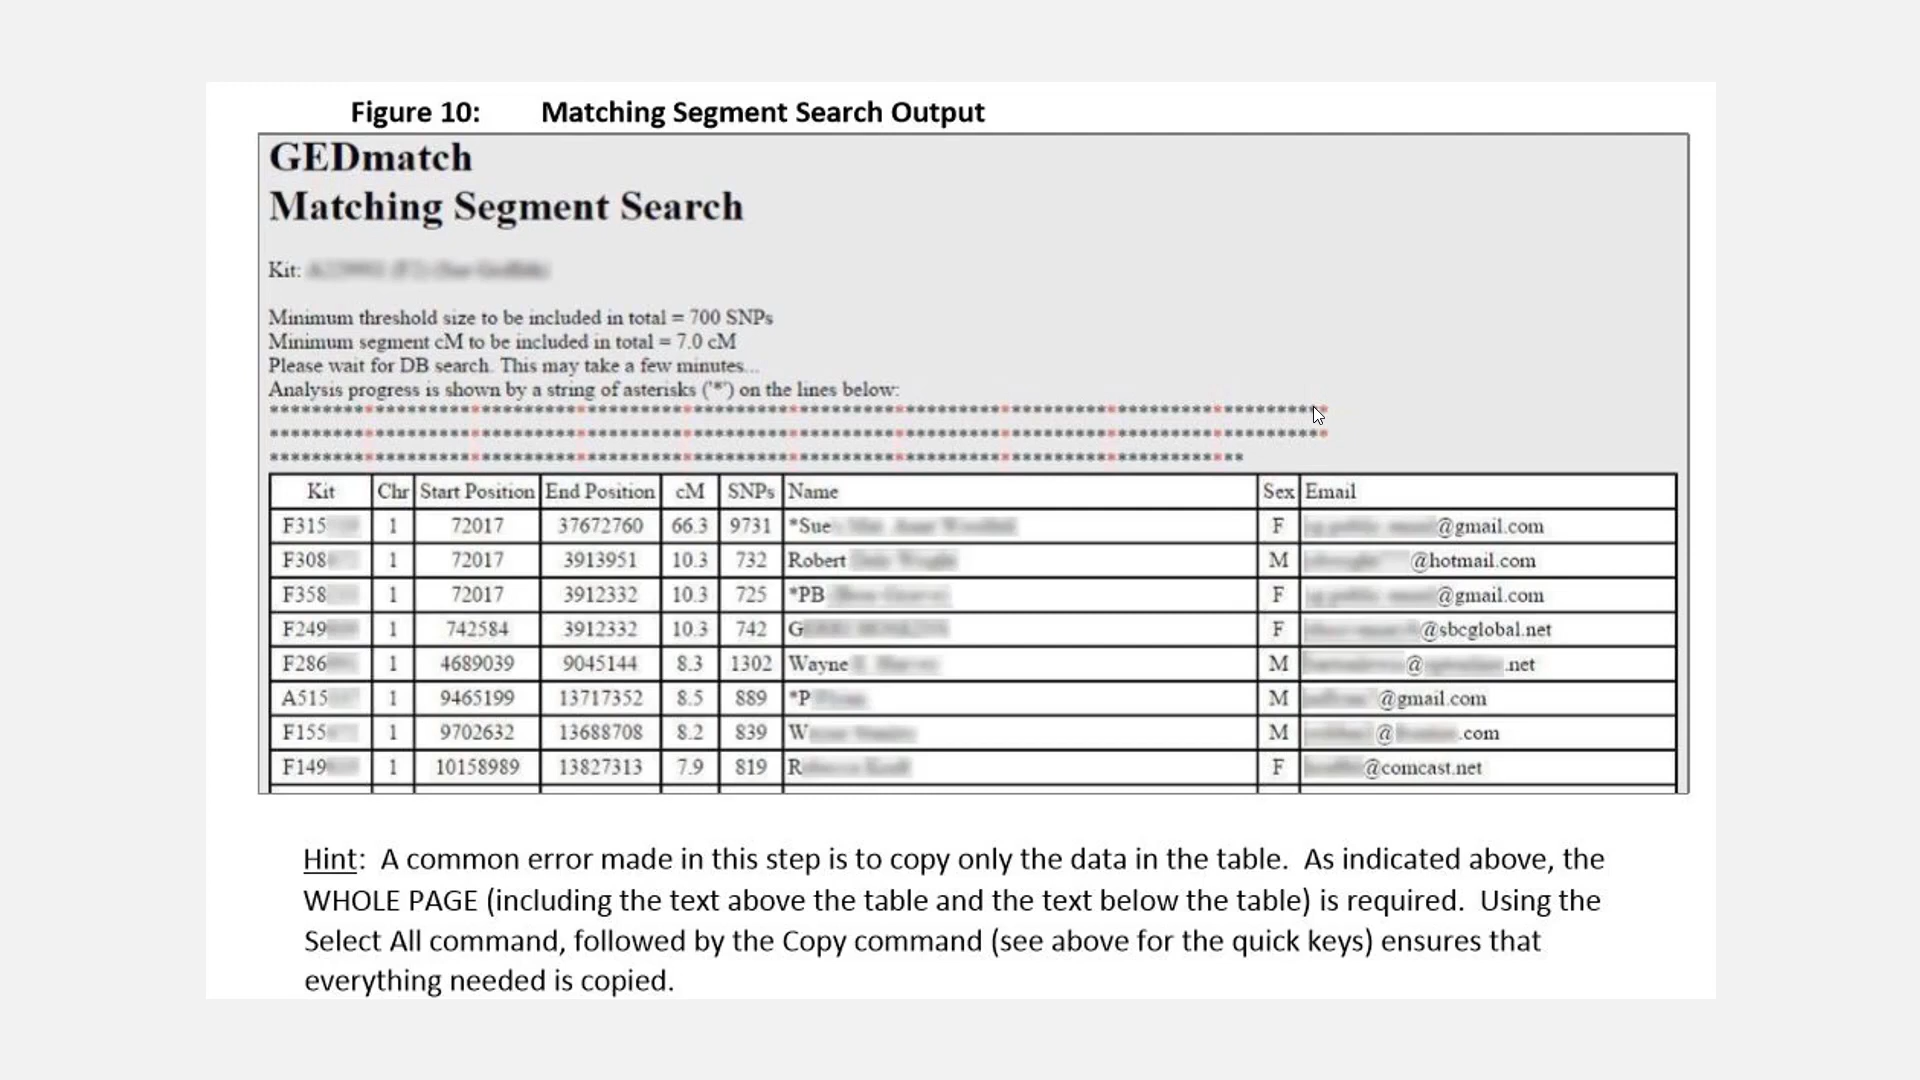 Figure 10: Matching Segment Search Output
GEDmatch
Matching Segment Search
Kit:
Minimum threshold size to be included in total = 700 SNPs
Minimum segment cM to be included in total = 7.0 cM
Please wait for DB search. This may take a few minutes...
Analysis progress is shown by a string of asterisks ('*') on the lines below:
Kit Chr Start Position End Position cM SNPs Name Sex Email
F315 1 72017 37672760 66.3 9731 *Sue F @gmail.com
F308 1 72017 3913951 10.3 732 Robert M @hotmail.com
F358 1 72017 3912332 10.3 725 *PB F @gmail.com
F249 1 742584 3912332 10.3 742 G F @sbcglobal.net
F286 1 4689039 9045144 8.3 1302 Wayne M @ .net
A515 1 9465199 13717352 8.5 889 *P M @gmail.com
F155 1 9702632 13688708 8.2 839 W M @ .com
F149 1 10158989 13827313 7.9 819 R F @comcast.net
Hint: A common error made in this step is to copy only the data in the table. As indicated above, the
WHOLE PAGE (including the text above the table and the text below the table) is required. Using the
Select All command, followed by the Copy command (see above for the quick keys) ensures that
everything needed is copied.